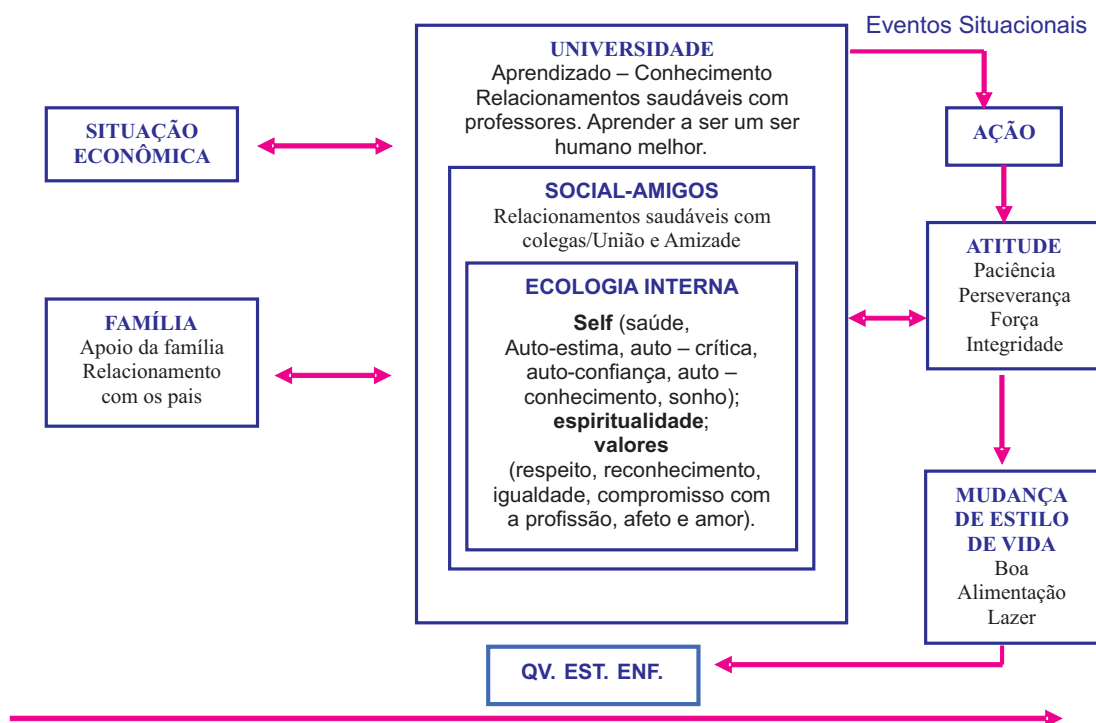 Eventos Situacionais
UNIVERSIDADE
Aprendizado – Conhecimento
Relacionamentos saudáveis com
professores. Aprender a ser um ser
humano melhor.
SITUAÇÃO
ECONÔMICA
AÇÃO
SOCIAL-AMIGOS
Relacionamentos saudáveis com
colegas/União e Amizade
ATITUDE
Paciência
Perseverança
Força
Integridade
ECOLOGIA INTERNA
Self (saúde,
Auto-estima, auto – crítica,
auto-confiança, auto –
conhecimento, sonho);
espiritualidade;
valores
(respeito, reconhecimento,
igualdade, compromisso com
a profissão, afeto e amor).
FAMÍLIA
Apoio da família
Relacionamento
com os pais
MUDANÇA
DE ESTILO
DE VIDA
Boa
Alimentação
Lazer
QV. EST. ENF.